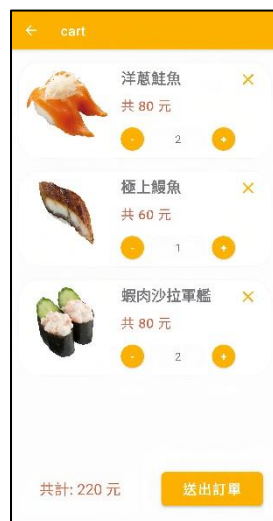 cart
洋蔥鮭魚
共 80 元
- 2 +
極上鰻魚
共 60 元
- 1 +
蝦肉沙拉軍艦
共 80 元
- 2 +
共計: 220 元
送出訂單